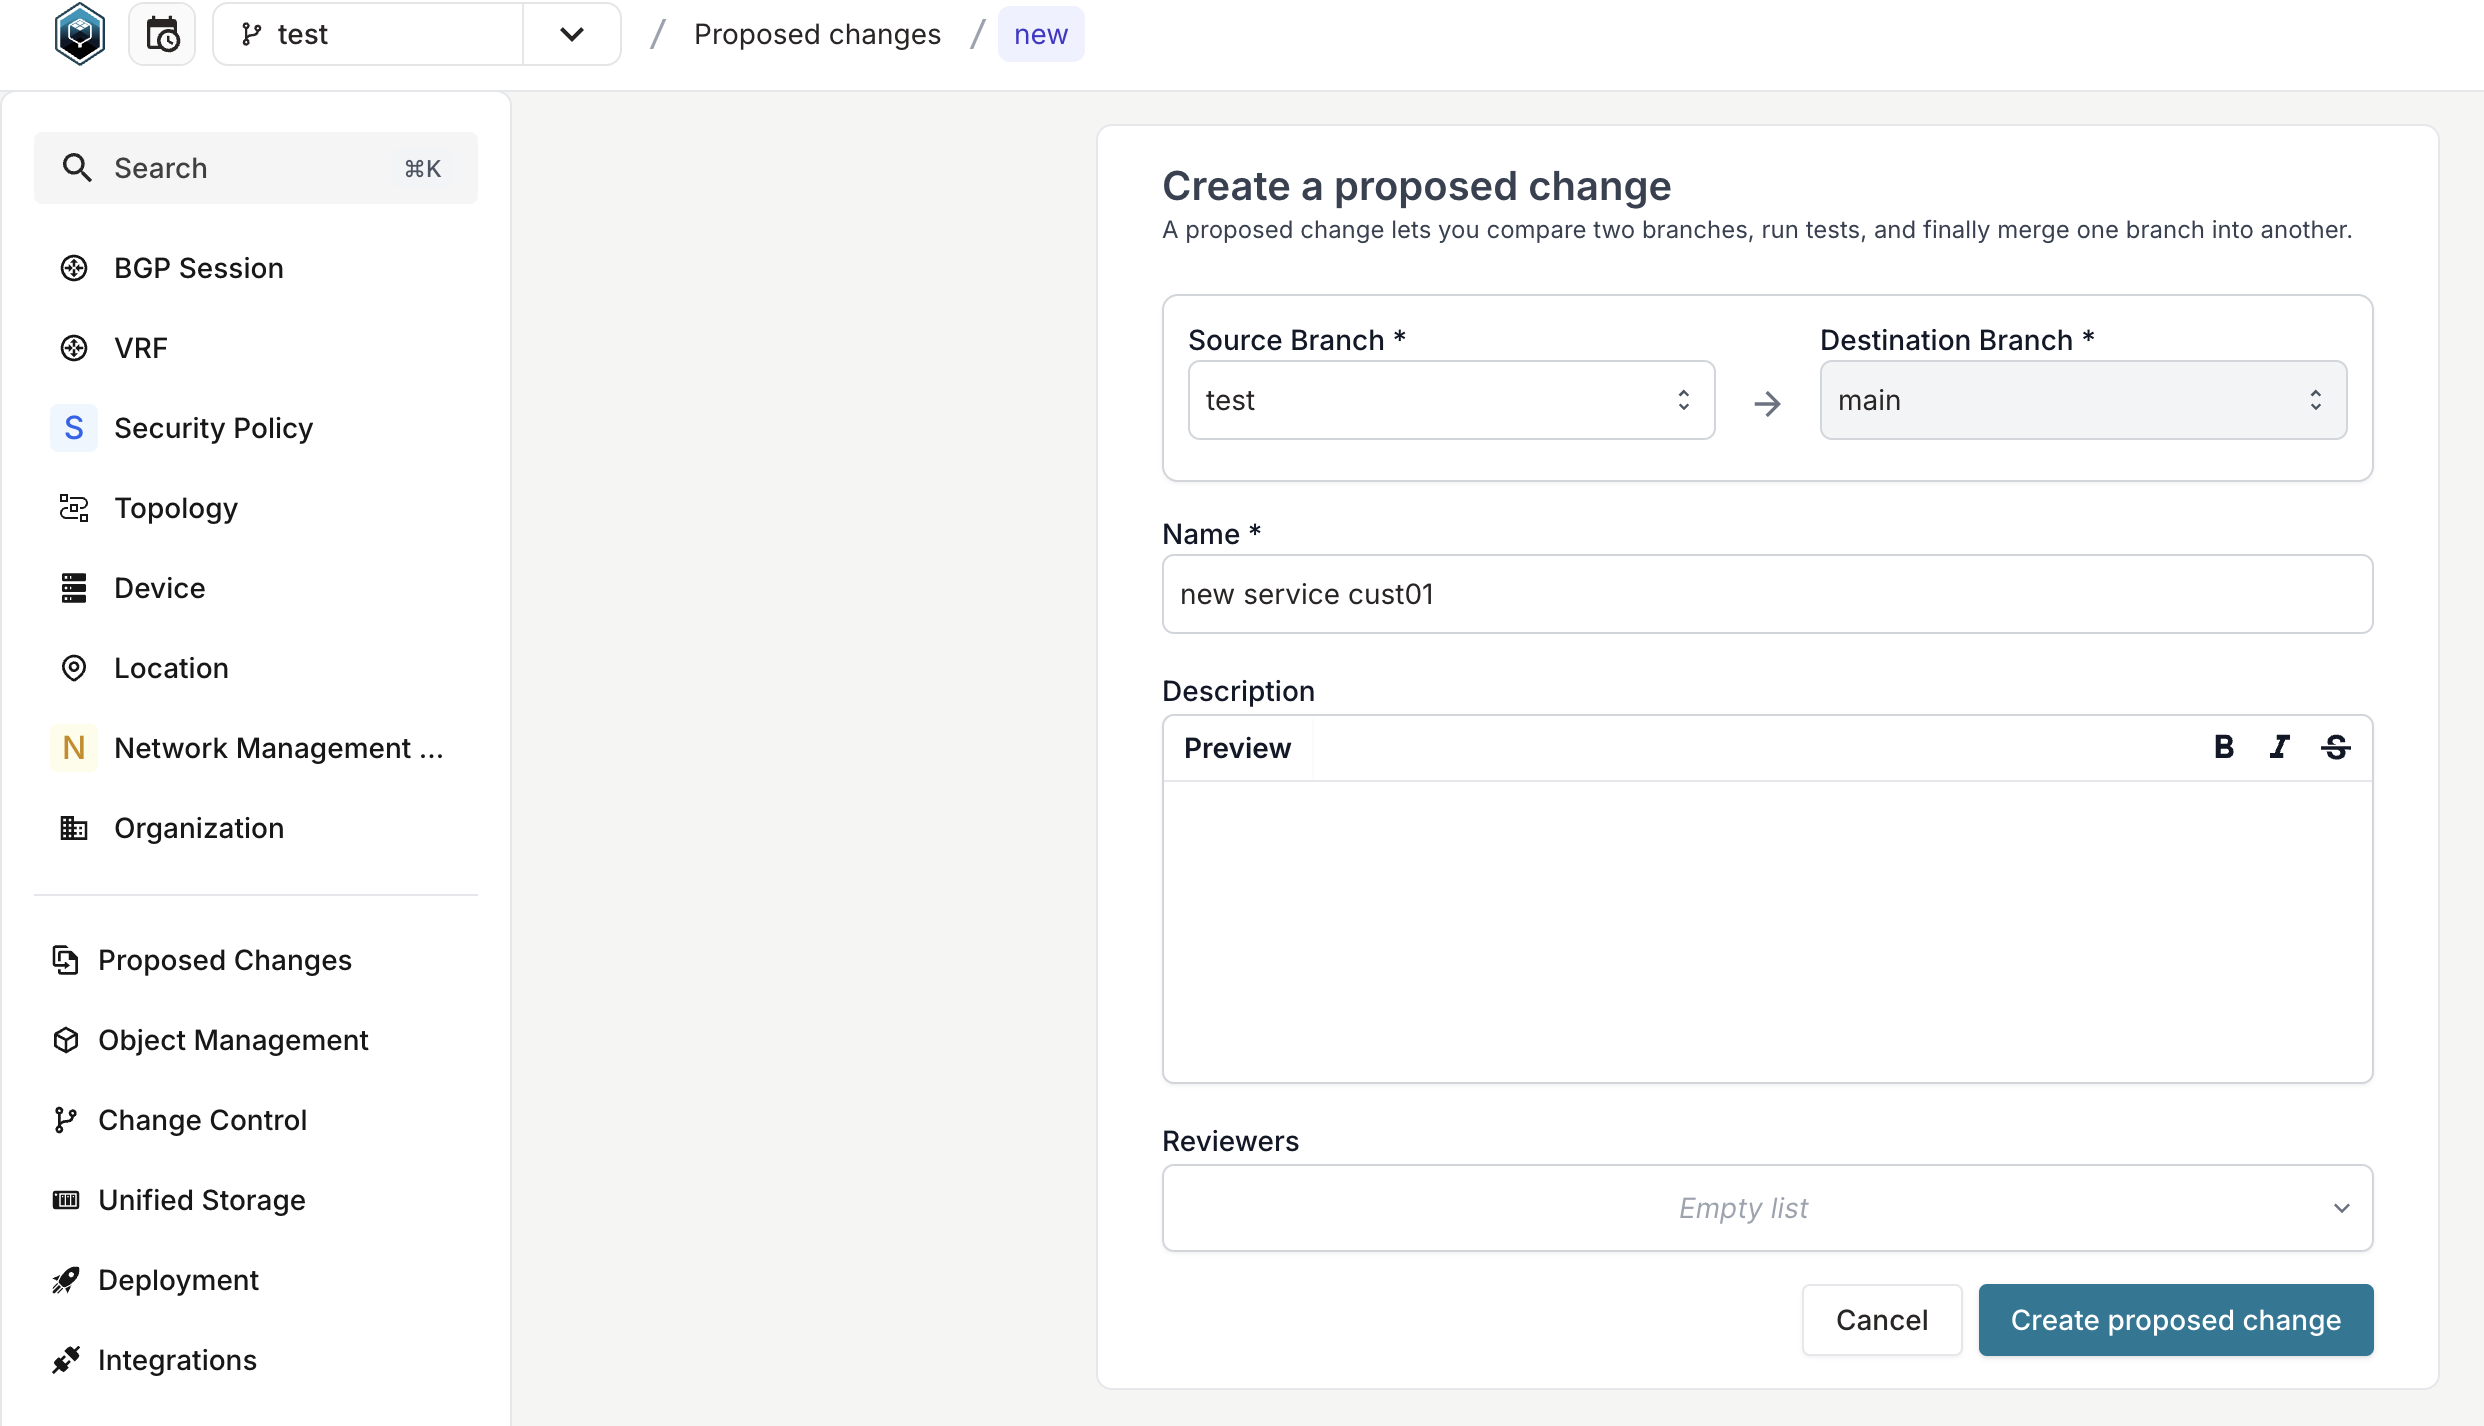 test / Proposed changes / new
Search ⌘K
BGP Session
VRF
S Security Policy
Topology
Device
Location
N Network Management ...
Organization
Proposed Changes
Object Management
Change Control
Unified Storage
Deployment
Integrations
Create a proposed change
A proposed change lets you compare two branches, run tests, and finally merge one branch into another.
Source Branch * Destination Branch *
test → main
Name *
new service cust01
Description
Preview B I S
Reviewers
Empty list
Cancel Create proposed change